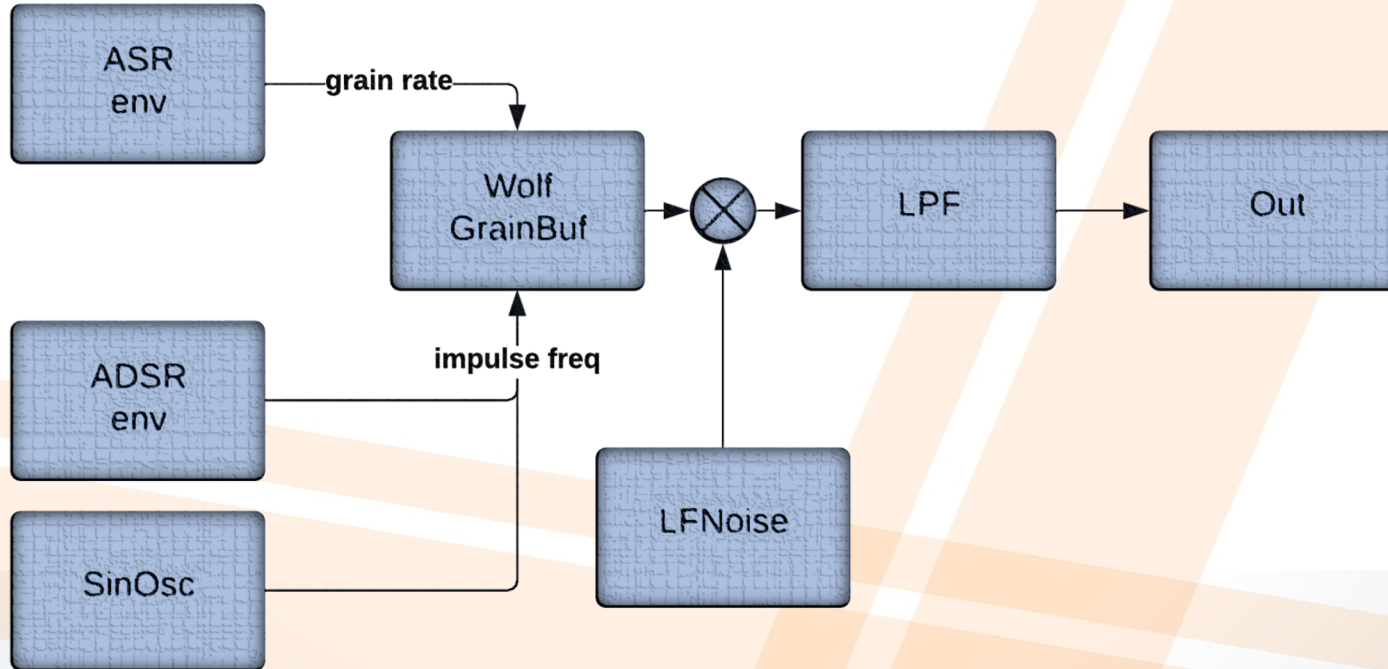 ASR
env
grain rate
Wolf
GrainBuf
LPF
Out
impulse freq
ADSR
env
LFNoise
SinOsc